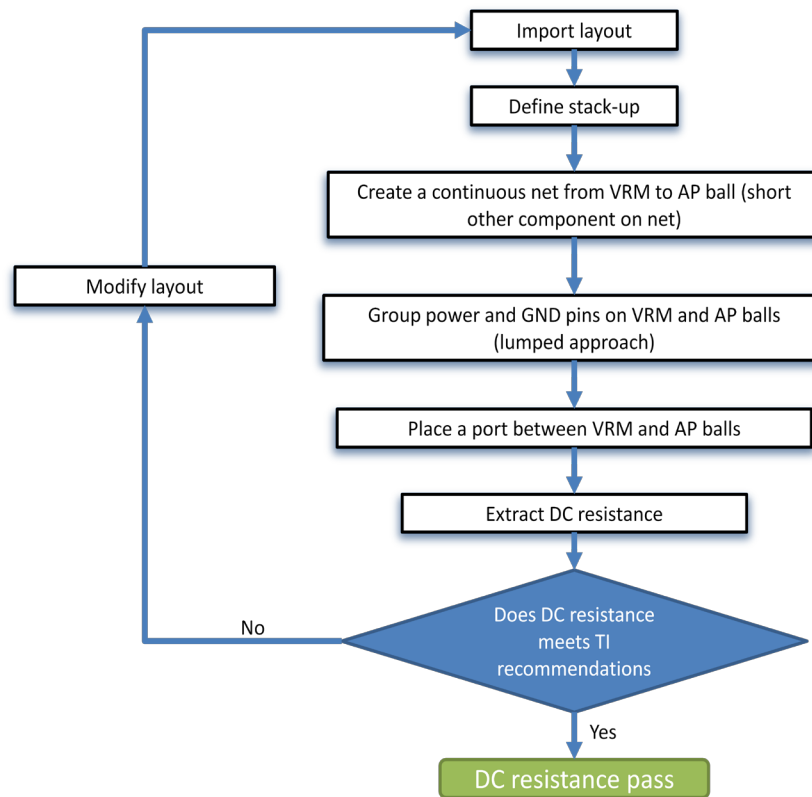 Import layout
Define stack-up
Create a continuous net from VRM to AP ball (short
other component on net)
Modify layout
Group power and GND pins on VRM and AP balls
(lumped approach)
Place a port between VRM and AP balls
Extract DC resistance
Does DC resistance
meets TI
recommendations
No
Yes
DC resistance pass